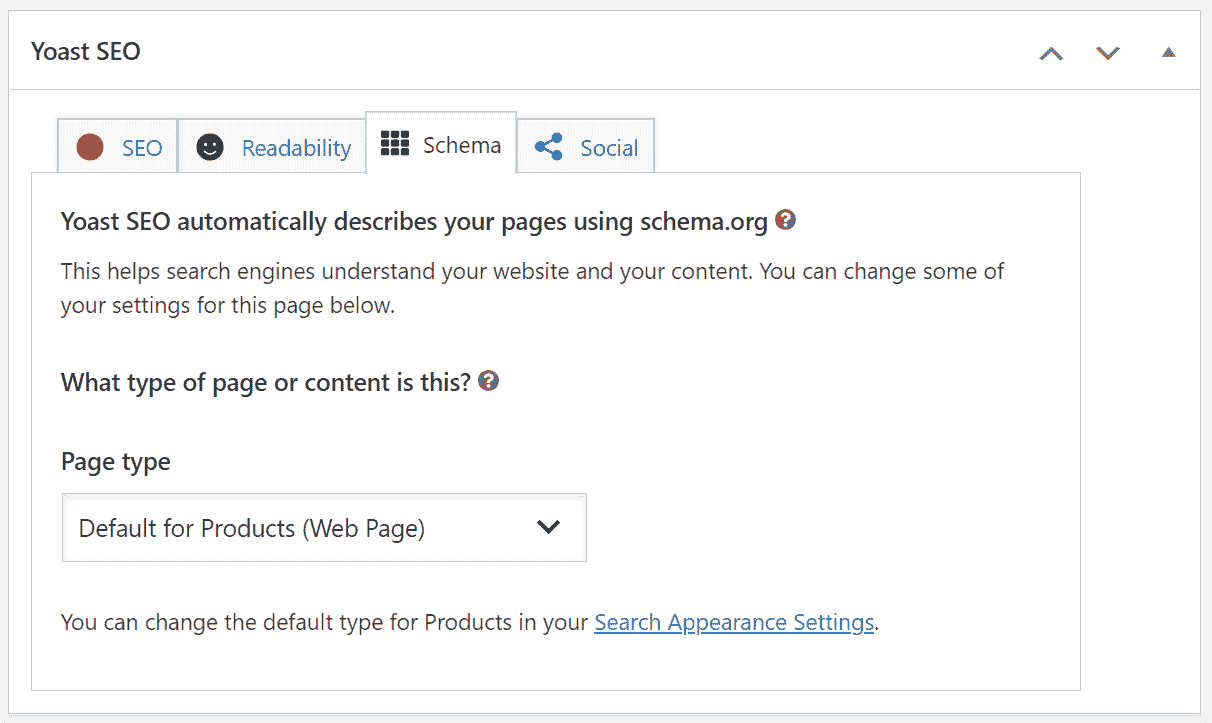 Yoast SEO
SEO
Readability
Schema
Social
Yoast SEO automatically describes your pages using schema.org
This helps search engines understand your website and your content. You can change some of
your settings for this page below.
What type of page or content is this?
Page type
Default for Products (Web Page)
You can change the default type for Products in your Search Appearance Settings.